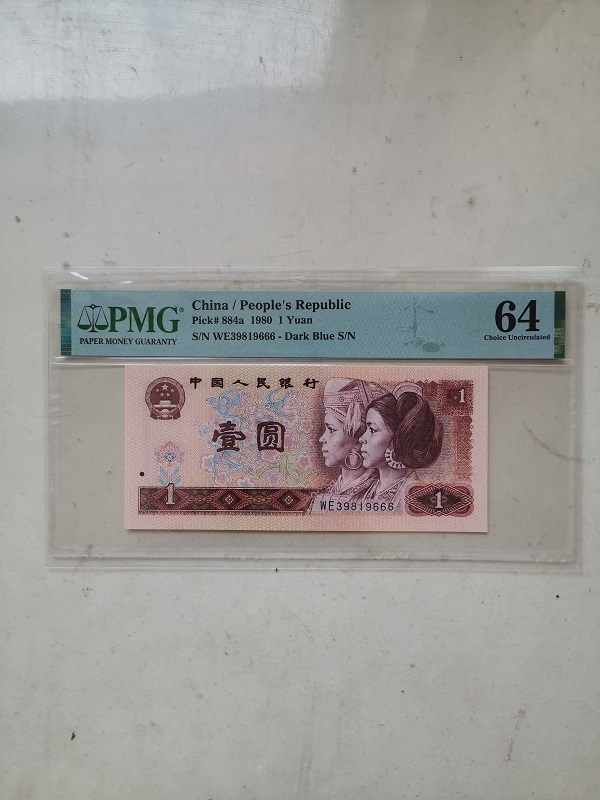 PMG®
PAPER MONEY GUARANTY
China / People's Republic
Pick# 884a 1980 1 Yuan
S/N WE39819666 - Dark Blue S/N
64
Choice Uncirculated
中国人民银行
1
壹圆
1
WE39819666
1